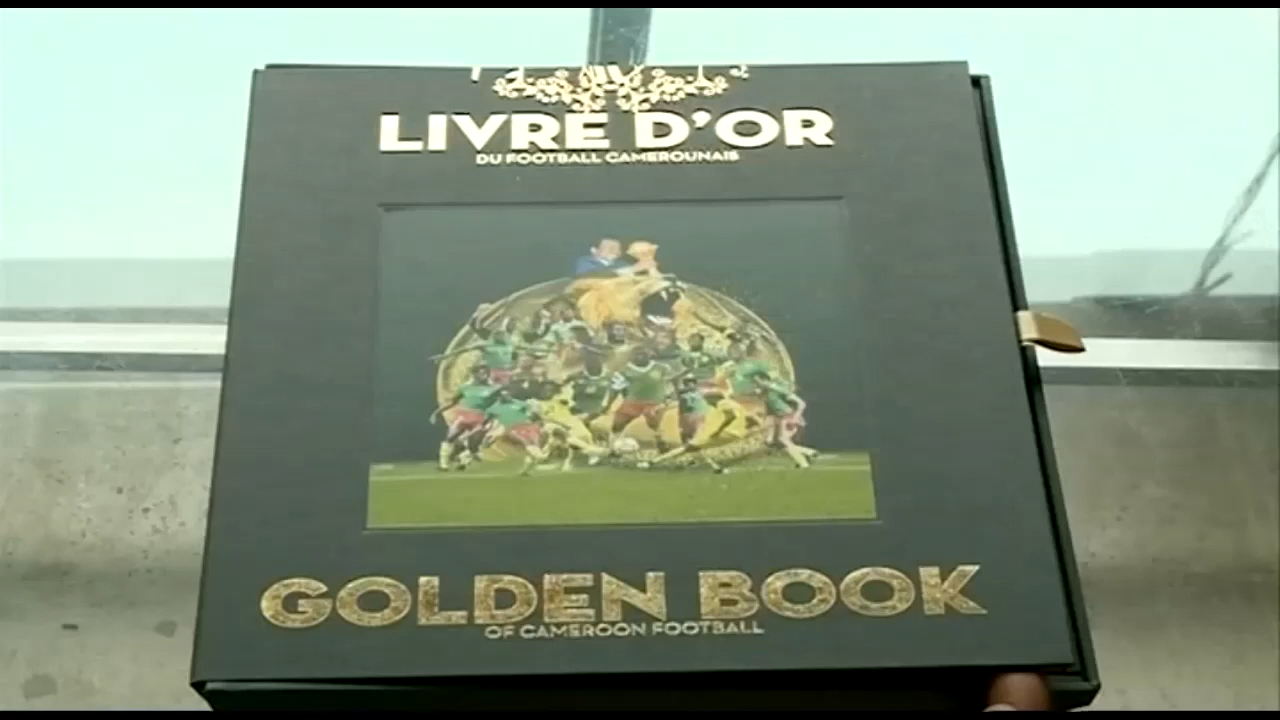 LIVRE D'OR
DU FOOTBALL CAMEROUNAIS
GOLDEN BOOK
OF CAMEROON FOOTBALL